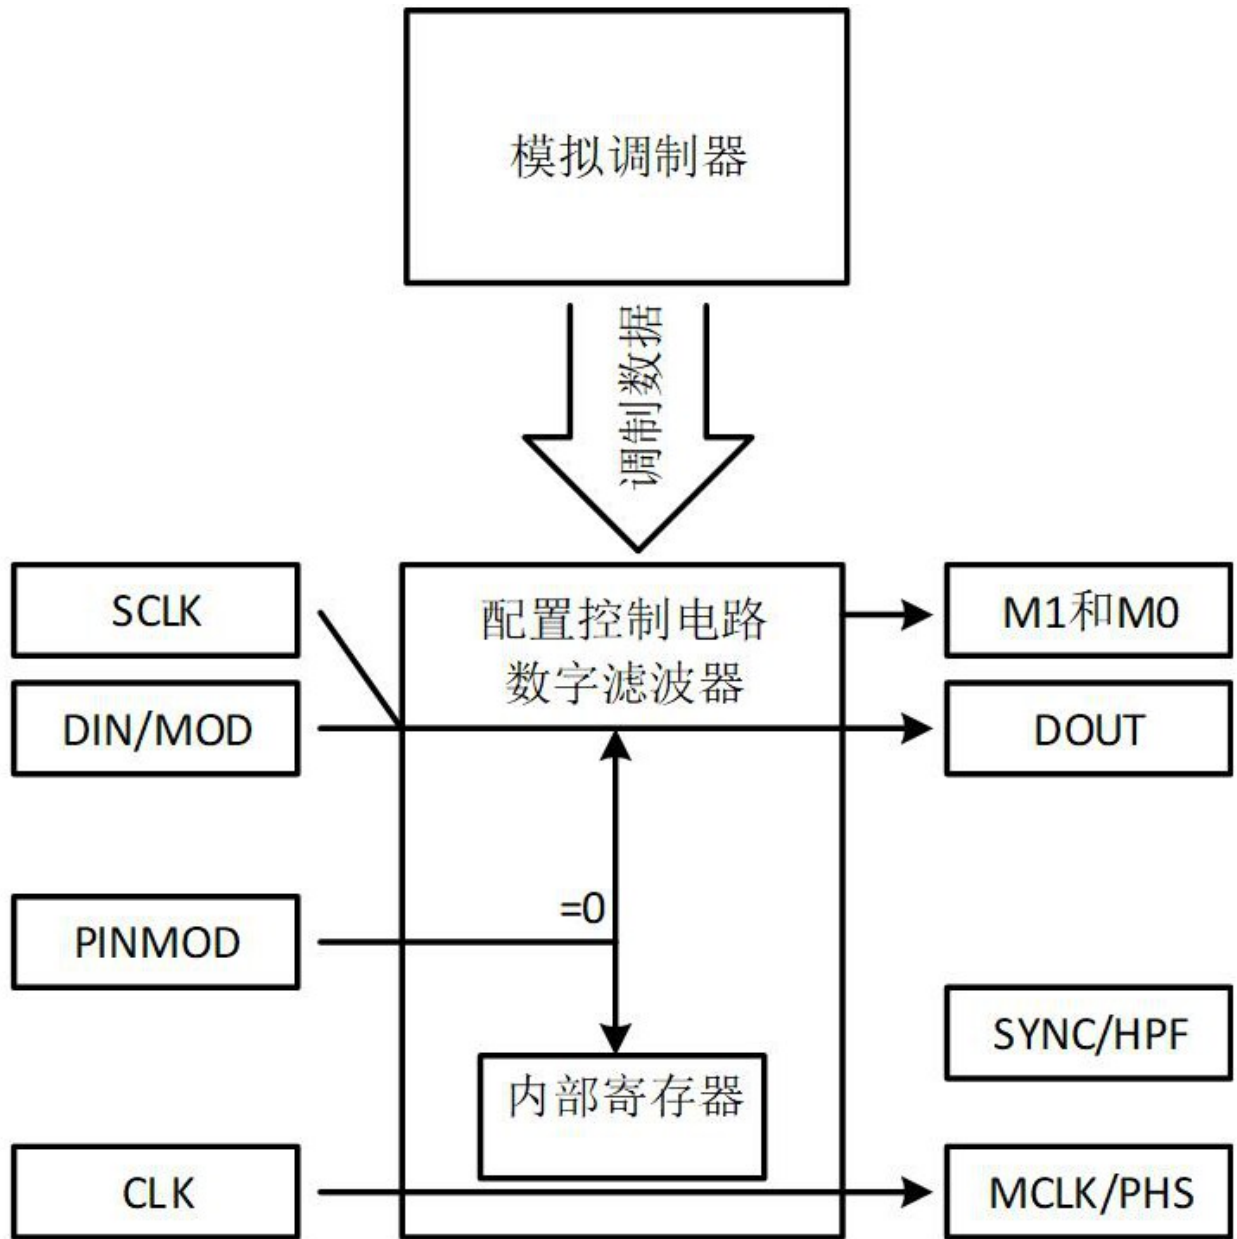 模拟调制器
调制数据
SCLK
配置控制电路
数字滤波器
M1和M0
DIN/MOD
DOUT
=0
PINMOD
SYNC/HPF
内部寄存器
CLK
MCLK/PHS